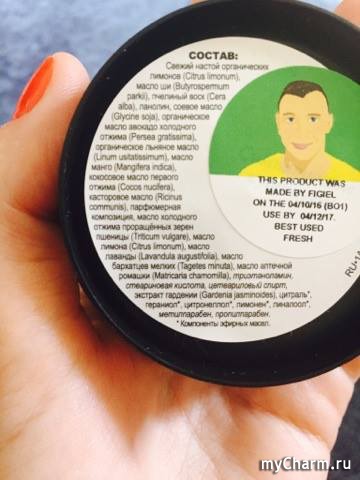 СОСТАВ:
Свежий настой органических
лимонов (Citrus limonum),
масло ши (Butyrospermum
parkii), пчелиный воск (Cera
alba), ланолин, соевое масло
(Glycine soja), органическое
масло авокадо холодного
отжима (Persea gratissima),
органическое льняное масло
(Linum usitatissimum), масло
манго (Mangifera indica),
кокосовое масло первого
отжима (Cocos nucifera),
касторовое масло (Ricinus
communis), парфюмерная
композиция, масло холодного
отжима пророщённых зерен
пшеницы (Triticum vulgare), масло
лимона (Citrus limonum), масло
лаванды (Lavandula augustifolia), масло
бархатцев мелких (Tagetes minuta), масло аптечной
ромашки (Matricaria chamomilla), триэтаноламин,
стеариновая кислота, цетеариловый спирт,
экстракт гардении (Gardenia jasminoides), цитраль*,
гераниол*, цитронеллол*, лимонен*, линалоол*,
метилпарабен, пропилпарабен.
* Компоненты эфирных масел.
THIS PRODUCT WAS
MADE BY FIGIEL
ON THE 04/10/16 (BO1)
USE BY 04/12/17.
BEST USED
FRESH
myCharm.ru